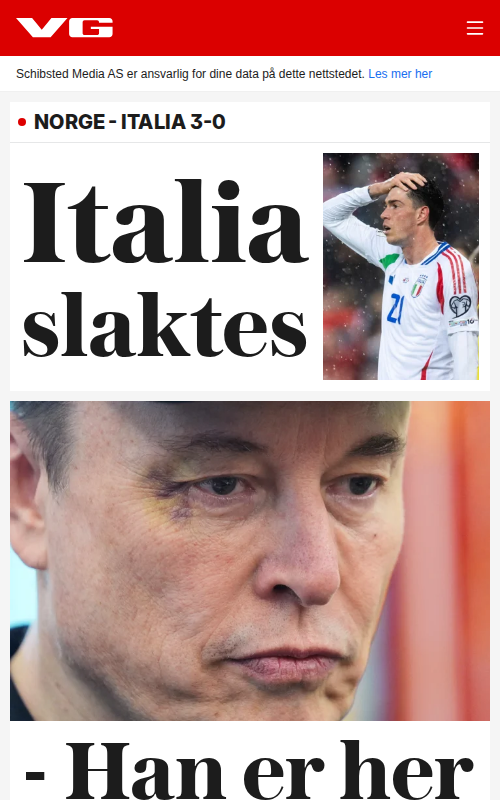 VG
Schibsted Media AS er ansvarlig for dine data på dette nettstedet. Les mer her
NORGE - ITALIA 3-0
Italia
slaktes
21
- Han er her